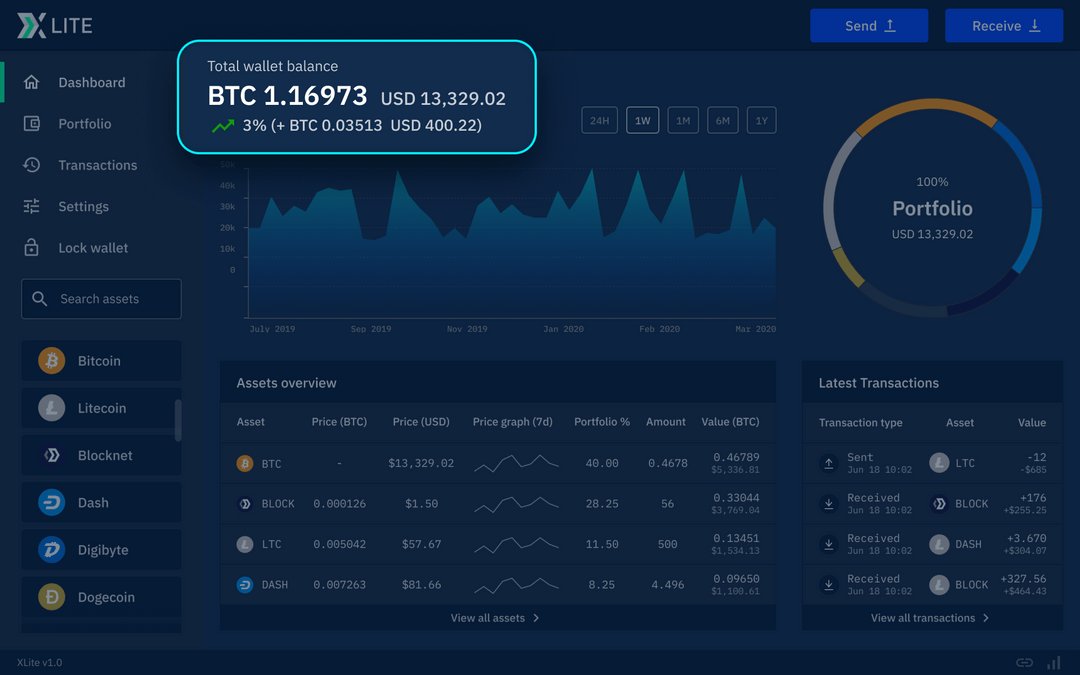 XLITE
Send
Receive
Total wallet balance
BTC 1.16973 USD 13,329.02
3% (+ BTC 0.03513 USD 400.22)
Dashboard
Portfolio
Transactions
Settings
Lock wallet
Search assets
Bitcoin
Litecoin
Blocknet
Dash
Digibyte
Dogecoin
24H 1W 1M 6M 1Y
50k
40k
30k
20k
10k
0
July 2019 Sep 2019 Nov 2019 Jan 2020 Feb 2020 Mar 2020
100%
Portfolio
USD 13,329.02
Assets overview
Asset Price (BTC) Price (USD) Price graph (7d) Portfolio % Amount Value (BTC)
BTC - $13,329.02 40.00 0.4678 0.46789
$5,336.81
BLOCK 0.000126 $1.50 28.25 56 0.33044
$3,769.04
LTC 0.005042 $57.67 11.50 500 0.13451
$1,534.13
DASH 0.007263 $81.66 8.25 4.496 0.09650
$1,100.61
View all assets
Latest Transactions
Transaction type Asset Value
Sent LTC -12
Jun 18 10:02 -$685
Received BLOCK +176
Jun 18 10:02 +$255.25
Received DASH +3.670
Jun 18 10:02 +$304.07
Received BLOCK +327.56
Jun 18 10:02 +$464.43
View all transactions
XLite v1.0